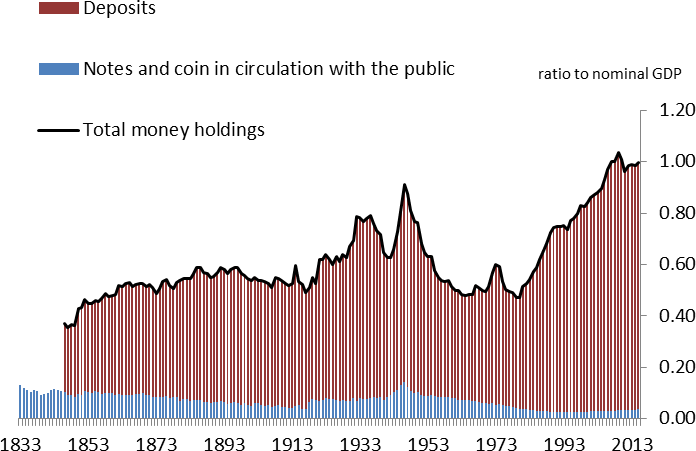 Deposits
Notes and coin in circulation with the public
ratio to nominal GDP
Total money holdings
1.20
1.00
0.80
0.60
0.40
0.20
0.00
1833 1853 1873 1893 1913 1933 1953 1973 1993 2013